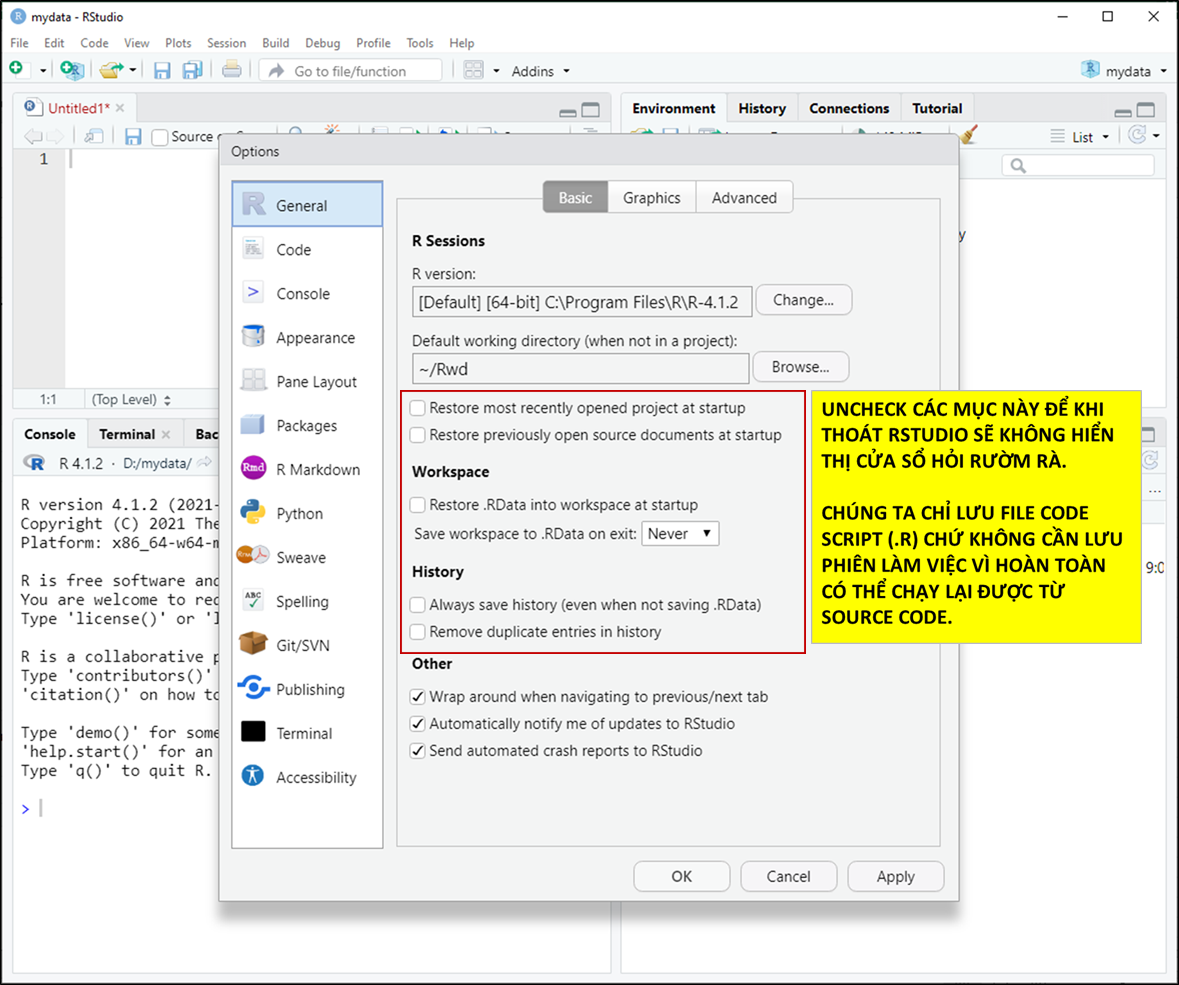 mydata - RStudio
File Edit Code View Plots Session Build Debug Profile Tools Help
Go to file/function Addins mydata
Untitled1*
Source
1
1:1 (Top Level)
Console Terminal
R 4.1.2 · D:/mydata/
R version 4.1.2 (2021-
Copyright (C) 2021 The
Platform: x86_64-w64-
R is free software and
You are welcome to
Type 'license()' or
R is a collaborative
Type 'contributors()'
'citation()' on how to
Type 'demo()' for some
'help.start()' for an
Type 'q()' to quit R.
>
Environment History Connections Tutorial
List
Options
General
Code
Console
Appearance
Pane Layout
Packages
R Markdown
Python
Sweave
Spelling
Git/SVN
Publishing
Terminal
Accessibility
Basic Graphics Advanced
R Sessions
R version:
[Default] [64-bit] C:\Program Files\R\R-4.1.2 Change...
Default working directory (when not in a project):
~/Rwd Browse...
Restore most recently opened project at startup
Restore previously open source documents at startup
Workspace
Restore .RData into workspace at startup
Save workspace to .RData on exit: Never
History
Always save history (even when not saving .RData)
Remove duplicate entries in history
Other
Wrap around when navigating to previous/next tab
Automatically notify me of updates to RStudio
Send automated crash reports to RStudio
OK Cancel Apply
UNCHECK CÁC MỤC NÀY ĐỂ KHI
THOÁT RSTUDIO SẼ KHÔNG HIỂN
THỊ CỬA SỔ HỎI RƯỜM RÀ.
CHÚNG TA CHỈ LƯU FILE CODE
SCRIPT (.R) CHỨ KHÔNG CẦN LƯU
PHIÊN LÀM VIỆC VÌ HOÀN TOÀN
CÓ THỂ CHẠY LẠI ĐƯỢC TỪ
SOURCE CODE.